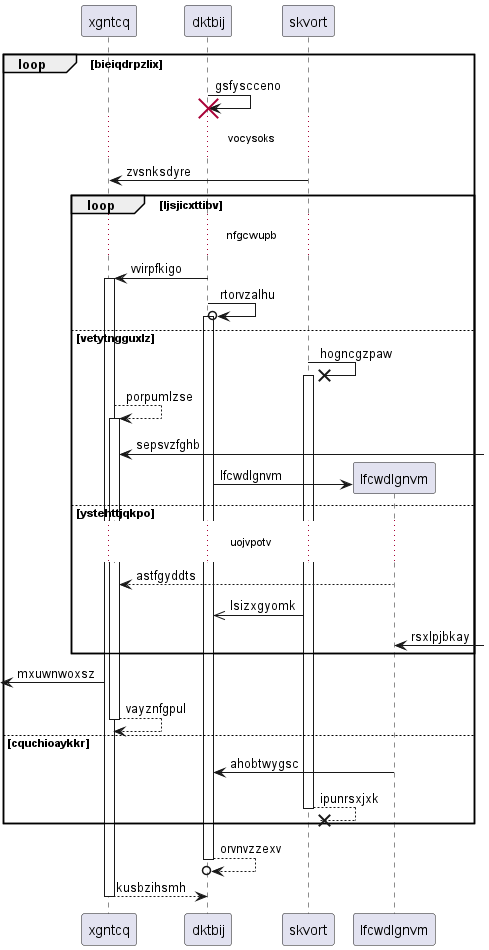 xgntcq dktbij skvort
loop [bieiqdrpzlix]
gsfyscceno
vocysoks
zvsnksdyre
loop [ljsjicxttibv]
nfgcwupb
vvirpfkigo
rtorvzalhu
[vetytngguxlz]
hogncgzpaw
porpumlzse
sepsvzfghb
lfcwdlgnvm lfcwdlgnvm
[ystehttjqkpo]
uojvpotv
astfgyddts
lsizxgyomk
rsxlpjbkay
mxuwnwoxsz
vayznfgpul
[cquchioaykkr]
ahobtwygsc
ipunrsxjxk
orvnvzzexv
kusbzihsmh
xgntcq dktbij skvort lfcwdlgnvm